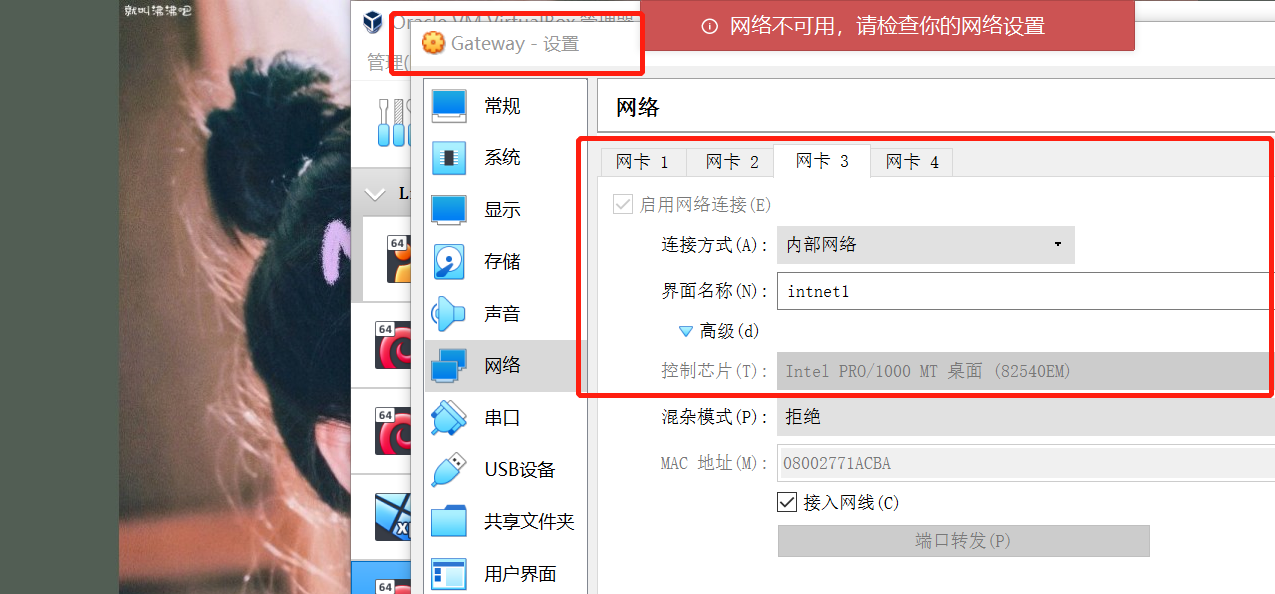 就叫沸沸吧
Oracle VM VirtualBox 管理器
网络不可用，请检查你的网络设置
Gateway - 设置
管理(
常规
系统
显示
存储
声音
网络
串口
USB设备
共享文件夹
用户界面
64
64
64
64
网络
网卡 1
网卡 2
网卡 3
网卡 4
启用网络连接(E)
连接方式(A): 内部网络
界面名称(N): intnet1
高级(d)
控制芯片(T): Intel PRO/1000 MT 桌面 (82540EM)
混杂模式(P): 拒绝
MAC 地址(M): 08002771ACBA
接入网线(C)
端口转发(P)